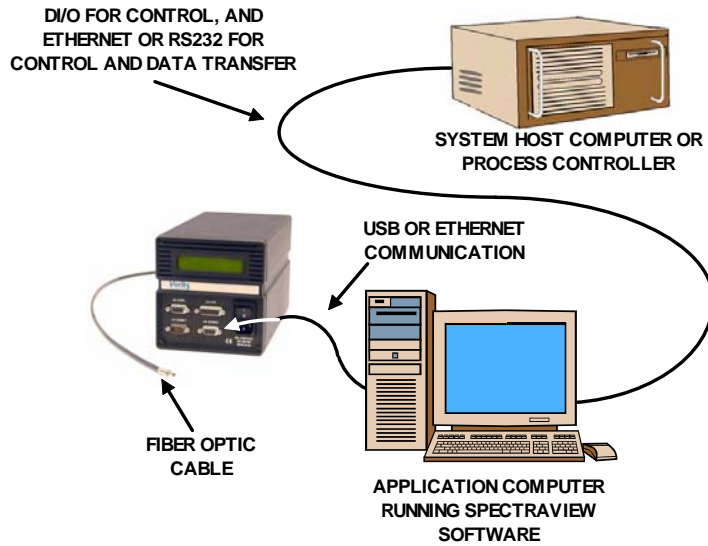 DI/O FOR CONTROL, AND
ETHERNET OR RS232 FOR
CONTROL AND DATA TRANSFER
SYSTEM HOST COMPUTER OR
PROCESS CONTROLLER
USB OR ETHERNET
COMMUNICATION
Verity
FIBER OPTIC
CABLE
APPLICATION COMPUTER
RUNNING SPECTRAVIEW
SOFTWARE